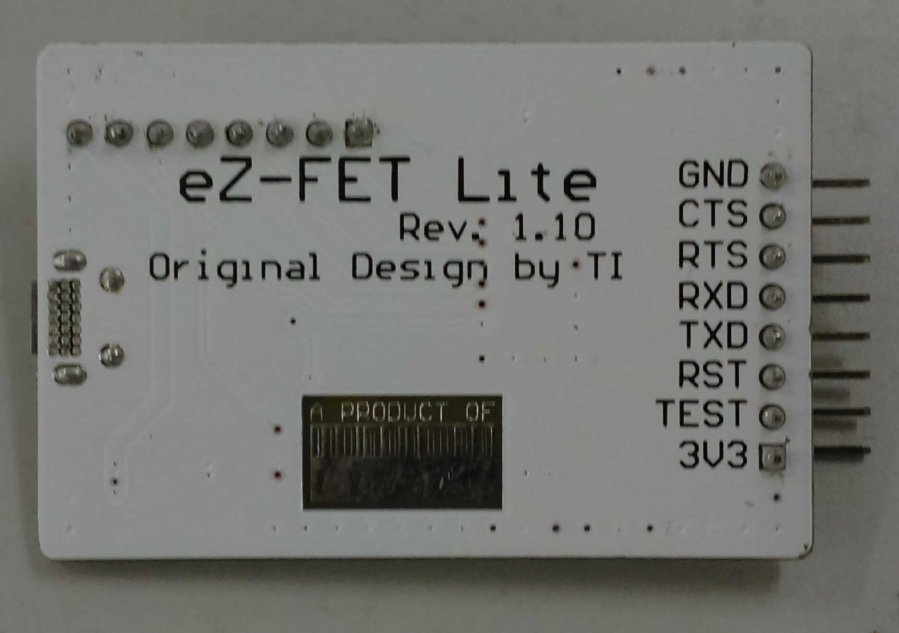 eZ-FET Lite
Rev. 1.10
Original Design by TI
GND
CTS
RTS
RXD
TXD
RST
TEST
3V3
A PRODUCT OF